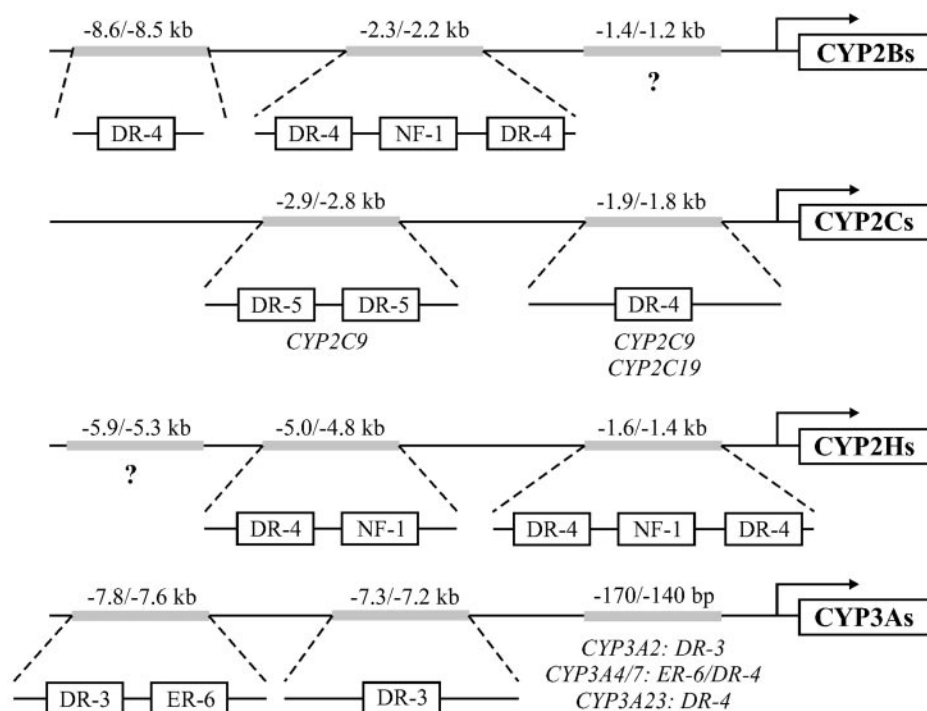 -8.6/-8.5 kb -2.3/-2.2 kb -1.4/-1.2 kb
CYP2Bs
?
DR-4 DR-4 NF-1 DR-4
-2.9/-2.8 kb -1.9/-1.8 kb
CYP2Cs
DR-5 DR-5 DR-4
CYP2C9 CYP2C9
CYP2C19
-5.9/-5.3 kb -5.0/-4.8 kb -1.6/-1.4 kb
CYP2Hs
?
DR-4 NF-1 DR-4 NF-1 DR-4
-7.8/-7.6 kb -7.3/-7.2 kb -170/-140 bp
CYP3As
CYP3A2: DR-3
CYP3A4/7: ER-6/DR-4
DR-3 ER-6 DR-3 CYP3A23: DR-4